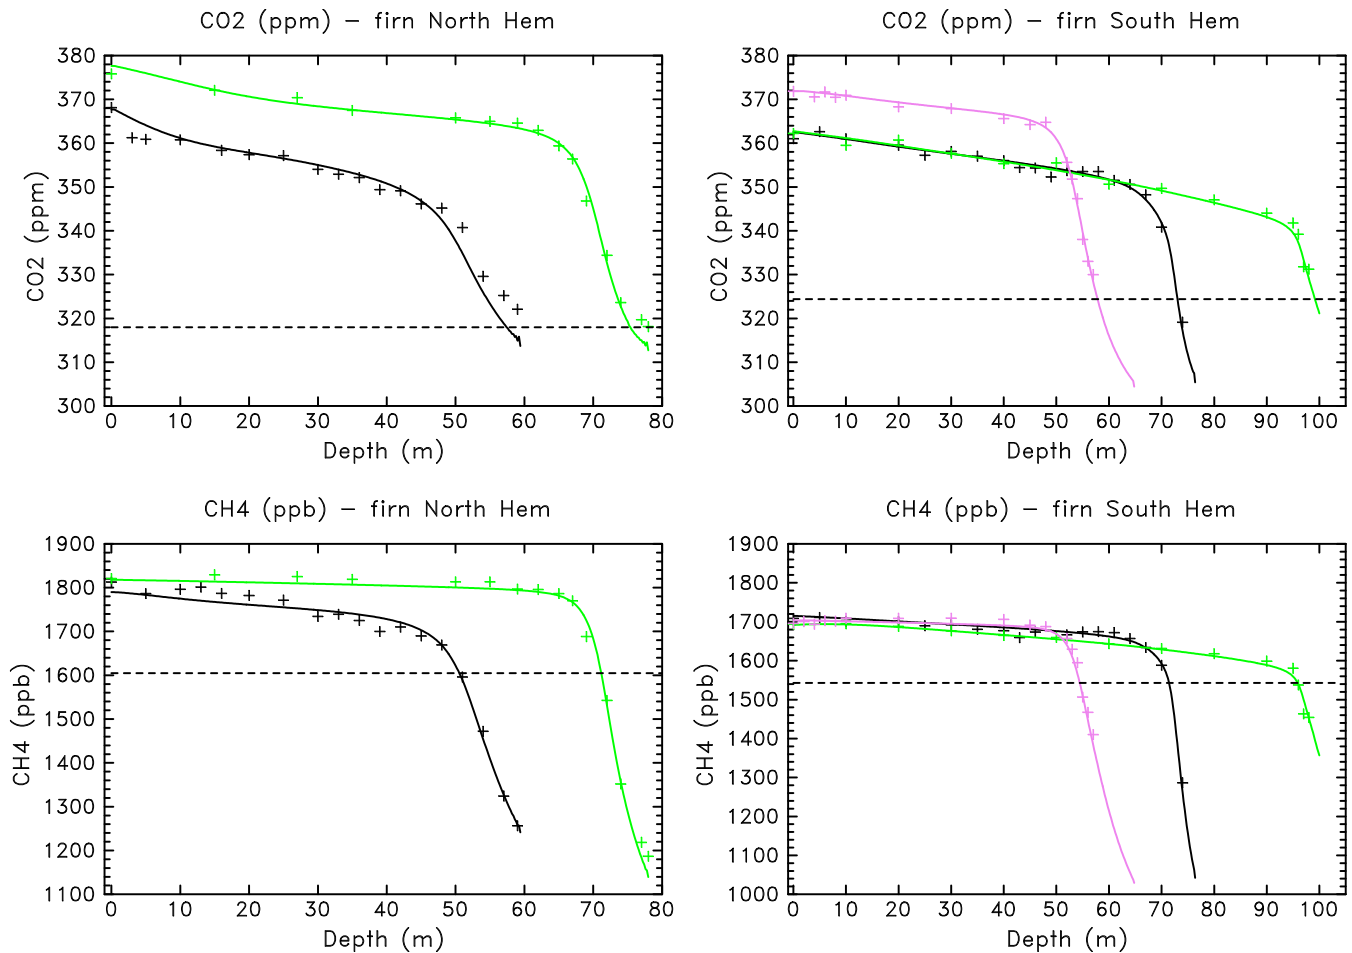 CO2 (ppm) – firn North Hem
380
370
360
350
340
330
320
310
300
CO2 (ppm)
0 10 20 30 40 50 60 70 80
Depth (m)
CO2 (ppm) – firn South Hem
380
370
360
350
340
330
320
310
300
CO2 (ppm)
0 10 20 30 40 50 60 70 80 90 100
Depth (m)
CH4 (ppb) – firn North Hem
1900
1800
1700
1600
1500
1400
1300
1200
1100
CH4 (ppb)
0 10 20 30 40 50 60 70 80
Depth (m)
CH4 (ppb) – firn South Hem
1900
1800
1700
1600
1500
1400
1300
1200
1100
1000
CH4 (ppb)
0 10 20 30 40 50 60 70 80 90 100
Depth (m)